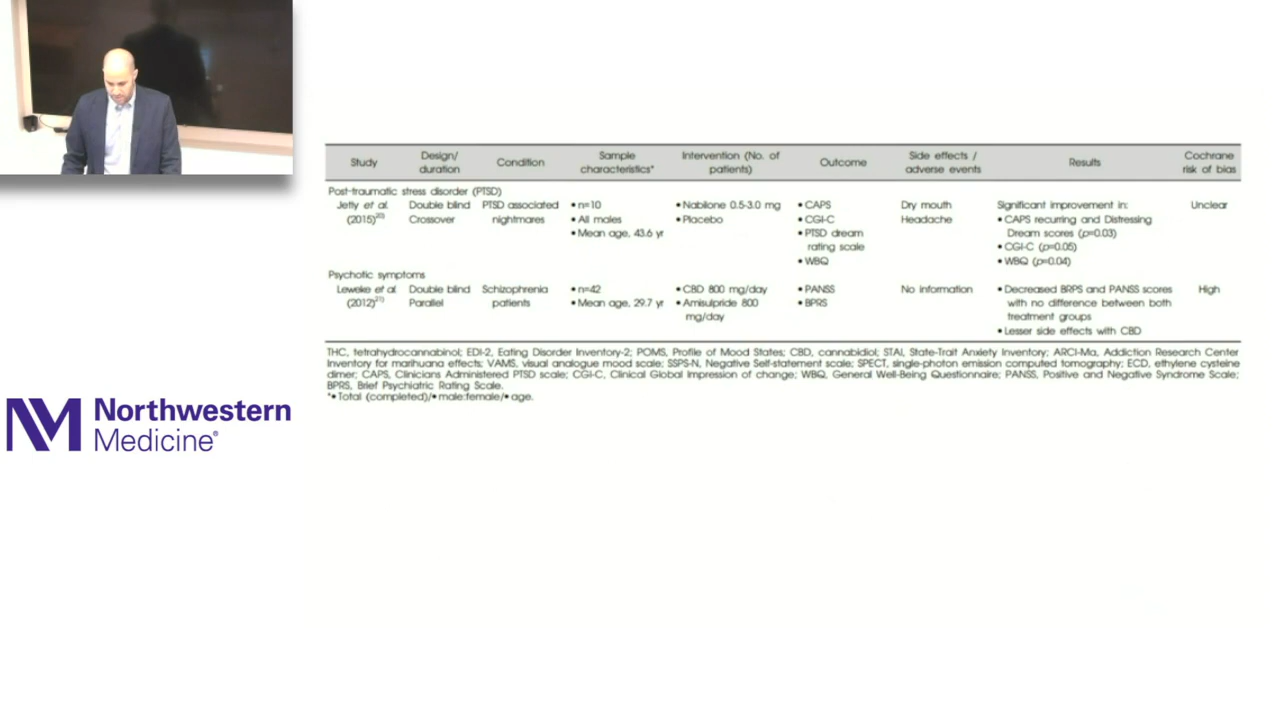 Study Design/ duration Condition Sample characteristics* Intervention (No. of patients) Outcome Side effects / adverse events Results Cochrane risk of bias
Post-traumatic stress disorder (PTSD)
Jetly et al. Double blind PTSD associated • n=10 • Nabilone 0.5-3.0 mg • CAPS Dry mouth Significant improvement in: Unclear
(2015)20) Crossover nightmares • All males • Placebo • CGI-C Headache • CAPS recurring and Distressing
• Mean age, 43.6 yr • PTSD dream Dream scores (p=0.03)
rating scale • CGI-C (p=0.05)
• WBQ • WBQ (p=0.04)
Psychotic symptoms
Leweke et al. Double blind Schizophrenia • n=42 • CBD 800 mg/day • PANSS No information • Decreased BRPS and PANSS scores High
(2012)21) Parallel patients • Mean age, 29.7 yr • Amisulpride 800 • BPRS with no difference between both
mg/day treatment groups
• Lesser side effects with CBD
THC, tetrahydrocannabinol; EDI-2, Eating Disorder Inventory-2; POMS, Profile of Mood States; CBD, cannabidiol; STAI, State-Trait Anxiety Inventory; ARCI-Ma, Addiction Research Center
Inventory for marihuana effects; VAMS, visual analogue mood scale; SSPS-N, Negative Self-statement scale; SPECT, single-photon emission computed tomography; ECD, ethylene cysteine
dimer; CAPS, Clinicians Administered PTSD scale; CGI-C, Clinical Global Impression of change; WBQ, General Well-Being Questionnaire; PANSS, Positive and Negative Syndrome Scale;
BPRS, Brief Psychiatric Rating Scale.
*• Total (completed)/• male:female/• age.
NM Northwestern
Medicine®